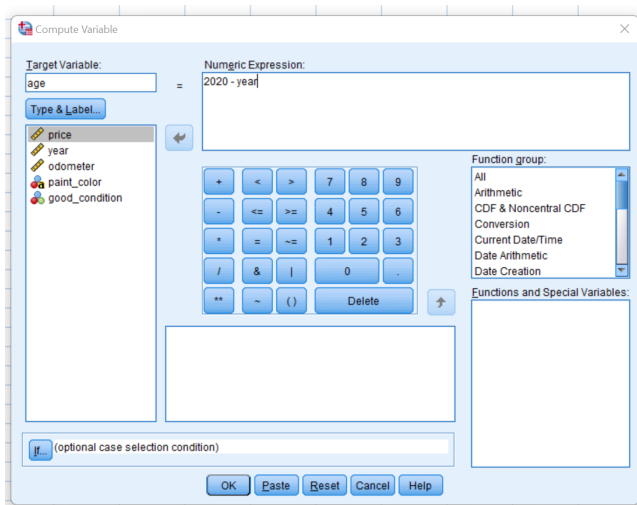 Compute Variable
Target Variable:
age
=
Numeric Expression:
2020 - year
Type & Label...
price
year
odometer
paint_color
good_condition
+ < > 7 8 9
- <= >= 4 5 6
* = ~= 1 2 3
/ & | 0 .
** ~ ( ) Delete
Function group:
All
Arithmetic
CDF & Noncentral CDF
Conversion
Current Date/Time
Date Arithmetic
Date Creation
Functions and Special Variables:
If... (optional case selection condition)
OK Paste Reset Cancel Help